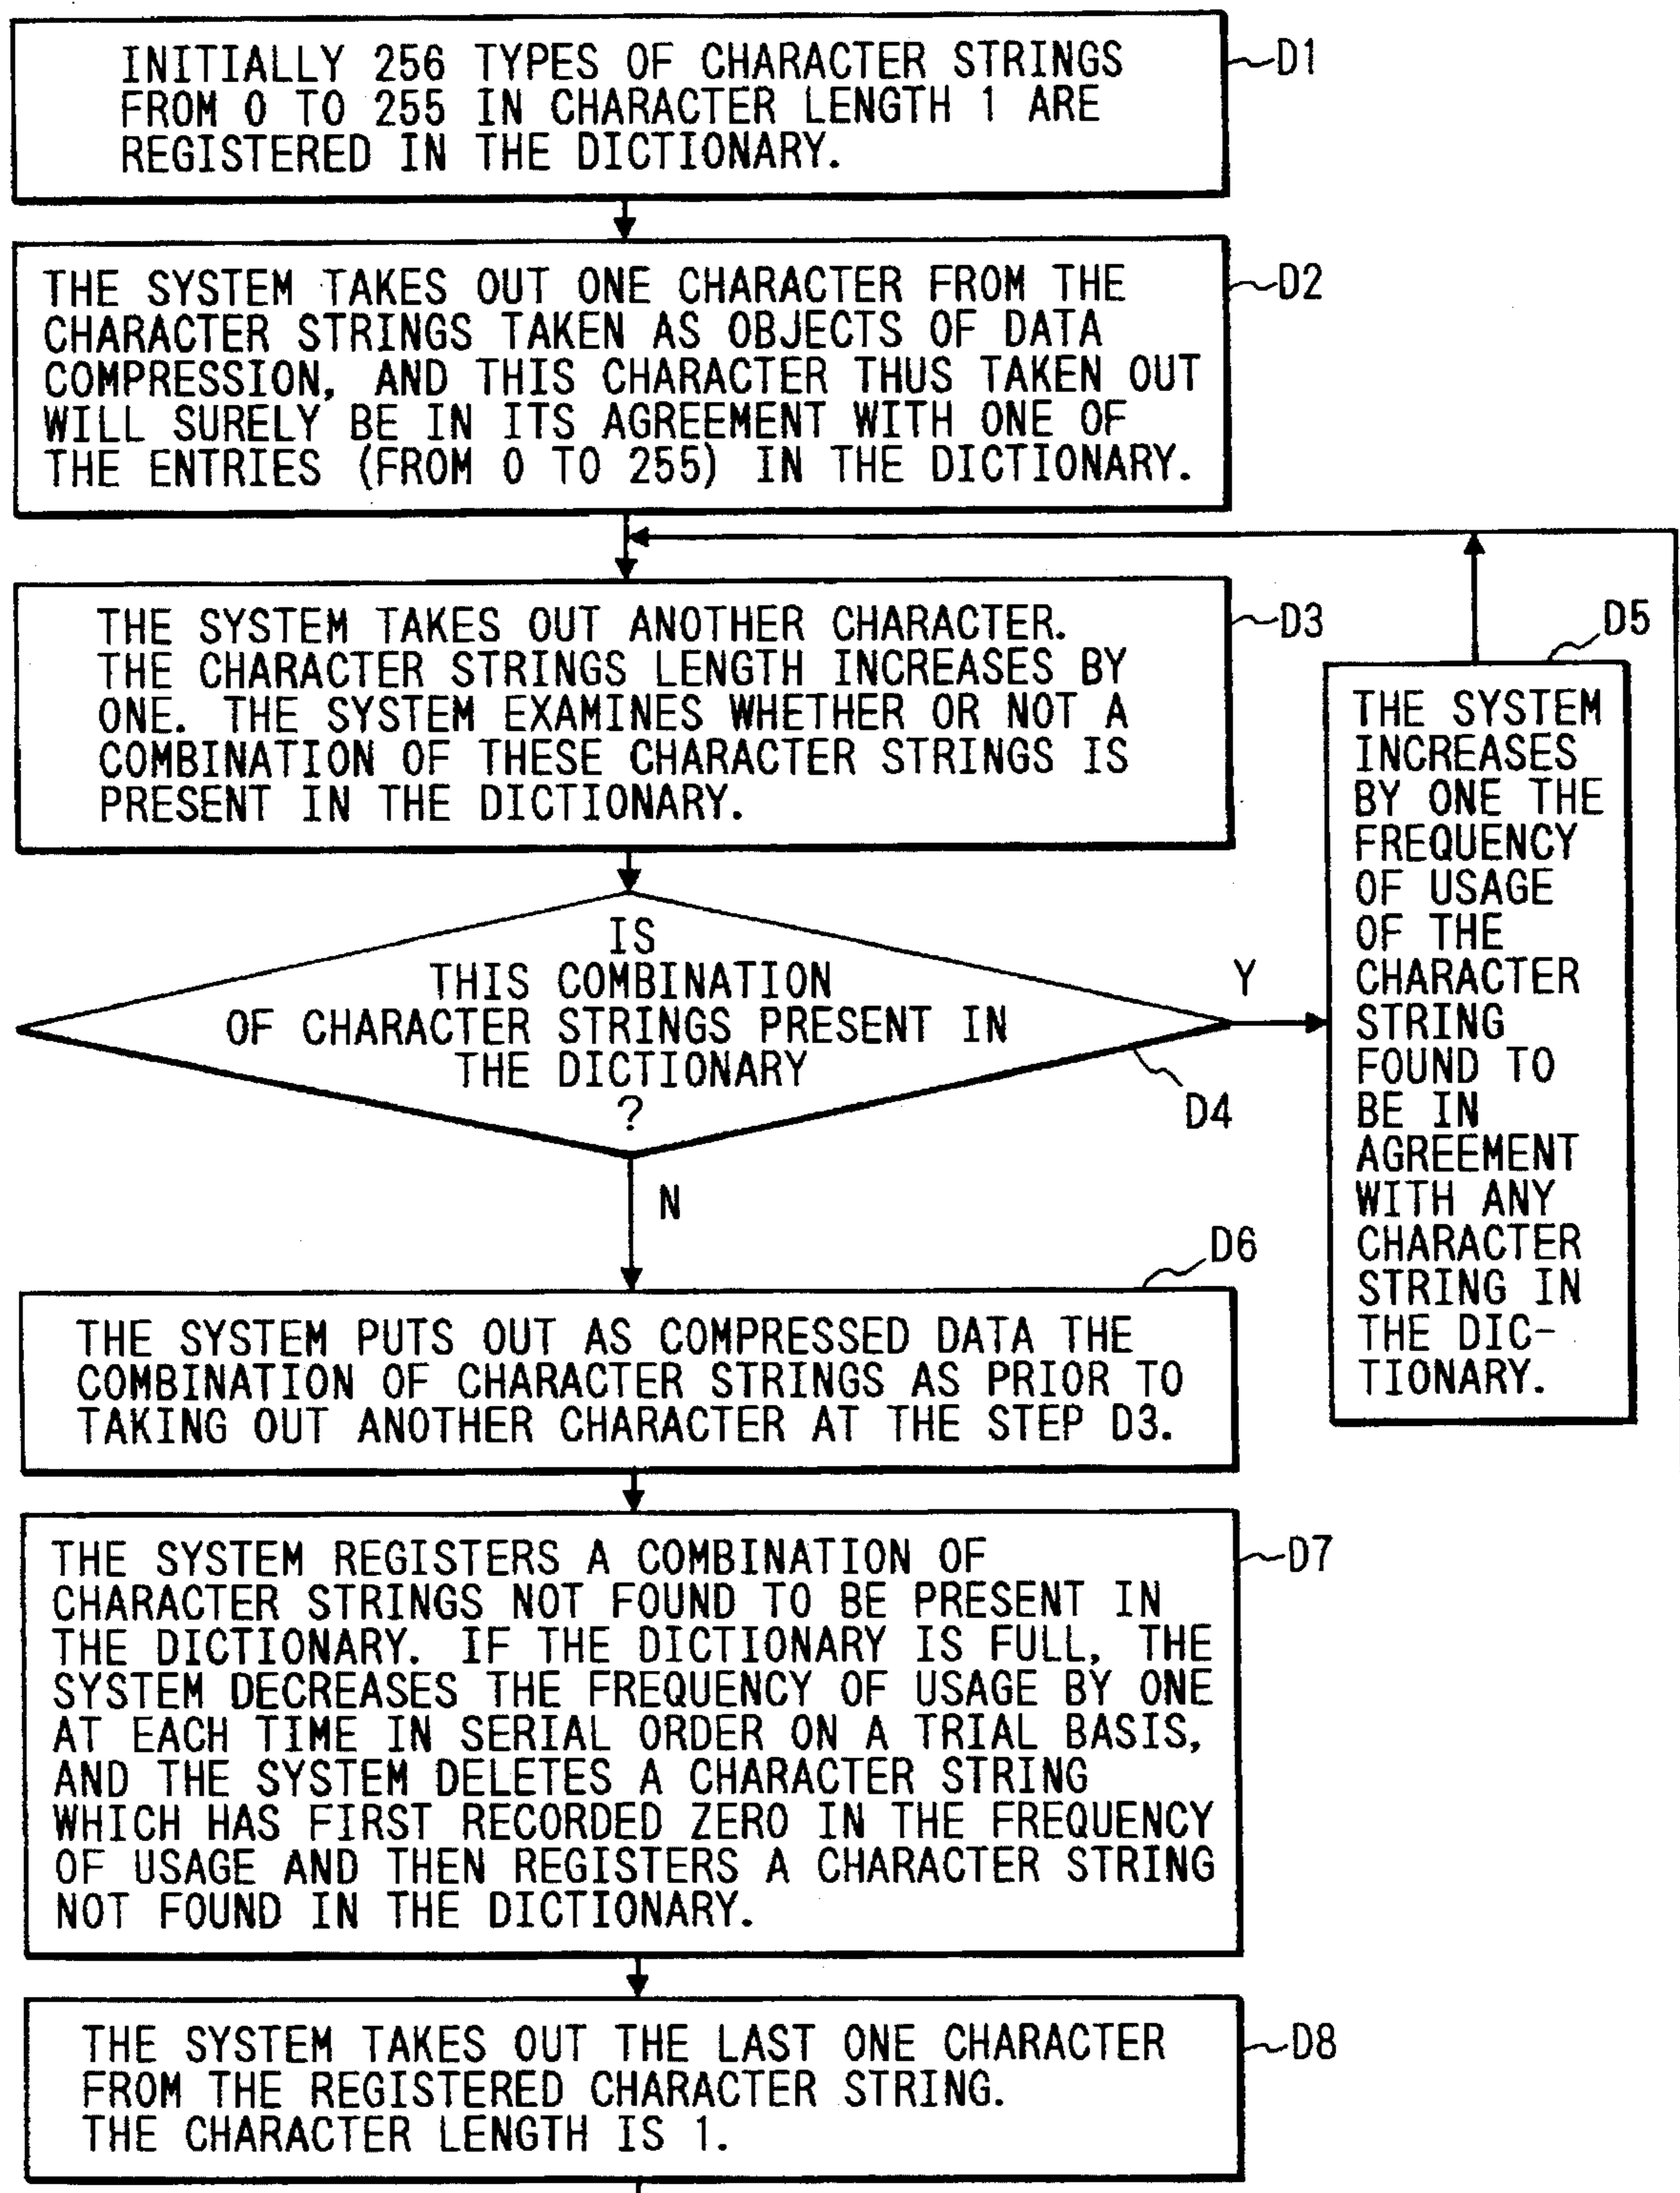 INITIALLY 256 TYPES OF CHARACTER STRINGS
FROM 0 TO 255 IN CHARACTER LENGTH 1 ARE
REGISTERED IN THE DICTIONARY.
D1
THE SYSTEM TAKES OUT ONE CHARACTER FROM THE
CHARACTER STRINGS TAKEN AS OBJECTS OF DATA
COMPRESSION, AND THIS CHARACTER THUS TAKEN OUT
WILL SURELY BE IN ITS AGREEMENT WITH ONE OF
THE ENTRIES (FROM 0 TO 255) IN THE DICTIONARY.
D2
THE SYSTEM TAKES OUT ANOTHER CHARACTER.
THE CHARACTER STRINGS LENGTH INCREASES BY
ONE. THE SYSTEM EXAMINES WHETHER OR NOT A
COMBINATION OF THESE CHARACTER STRINGS IS
PRESENT IN THE DICTIONARY.
D3
IS
THIS COMBINATION
OF CHARACTER STRINGS PRESENT IN
THE DICTIONARY
?
D4
Y
N
D5
THE SYSTEM
INCREASES
BY ONE THE
FREQUENCY
OF USAGE
OF THE
CHARACTER
STRING
FOUND TO
BE IN
AGREEMENT
WITH ANY
CHARACTER
STRING IN
THE DIC-
TIONARY.
D6
THE SYSTEM PUTS OUT AS COMPRESSED DATA THE
COMBINATION OF CHARACTER STRINGS AS PRIOR TO
TAKING OUT ANOTHER CHARACTER AT THE STEP D3.
THE SYSTEM REGISTERS A COMBINATION OF
CHARACTER STRINGS NOT FOUND TO BE PRESENT IN
THE DICTIONARY. IF THE DICTIONARY IS FULL, THE
SYSTEM DECREASES THE FREQUENCY OF USAGE BY ONE
AT EACH TIME IN SERIAL ORDER ON A TRIAL BASIS,
AND THE SYSTEM DELETES A CHARACTER STRING
WHICH HAS FIRST RECORDED ZERO IN THE FREQUENCY
OF USAGE AND THEN REGISTERS A CHARACTER STRING
NOT FOUND IN THE DICTIONARY.
D7
THE SYSTEM TAKES OUT THE LAST ONE CHARACTER
FROM THE REGISTERED CHARACTER STRING.
THE CHARACTER LENGTH IS 1.
D8